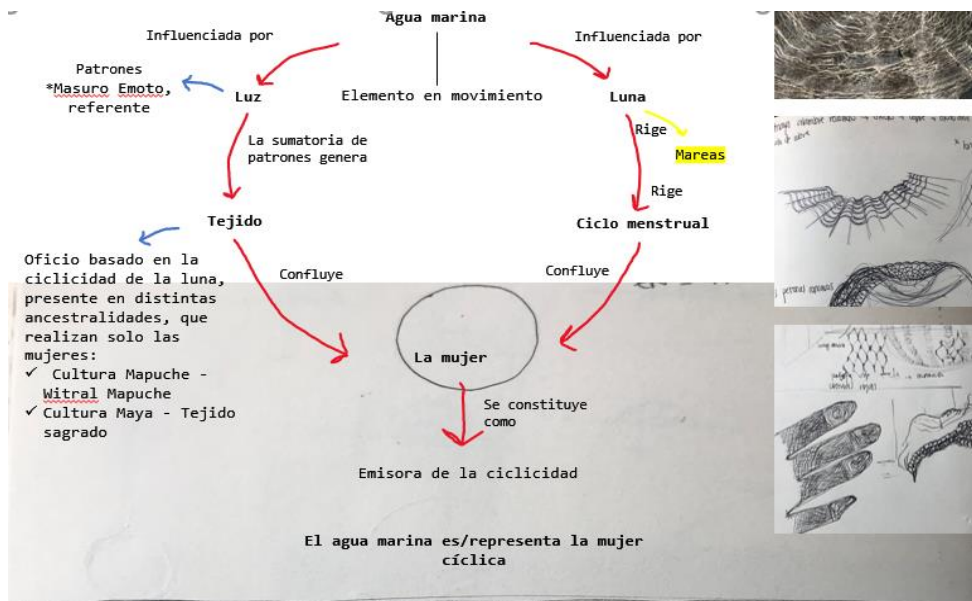 Agua marina
Influenciada por
Influenciada por
Patrones
*Masuro Emoto,
referente
Luz
Elemento en movimiento
Luna
La sumatoria de
patrones genera
Rige
Mareas
Rige
Tejido
Ciclo menstrual
Oficio basado en la
ciclicidad de la luna,
presente en distintas
ancestralidades, que
realizan solo las
mujeres:
✓ Cultura Mapuche -
Witral Mapuche
✓ Cultura Maya - Tejido
sagrado
Confluye
Confluye
La mujer
Se constituye
como
Emisora de la ciclicidad
El agua marina es/representa la mujer
cíclica